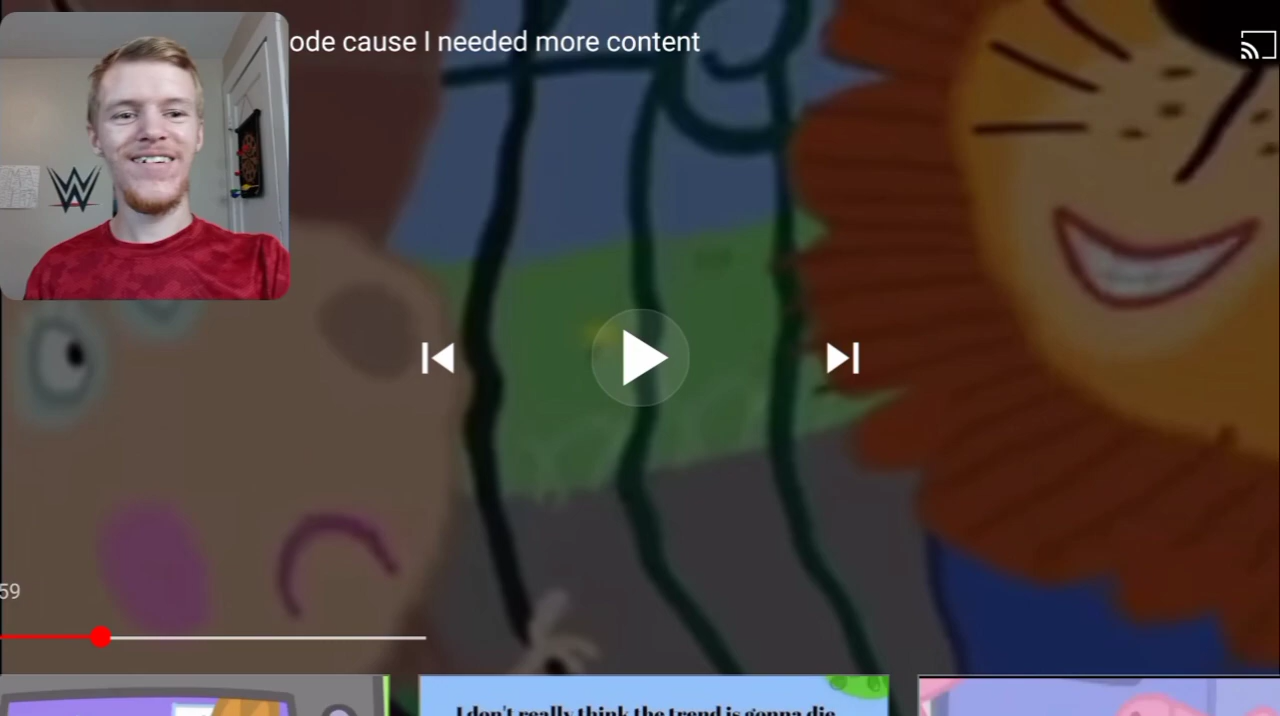 ode cause I needed more content
W
59
I don't really think the trend is gonna die